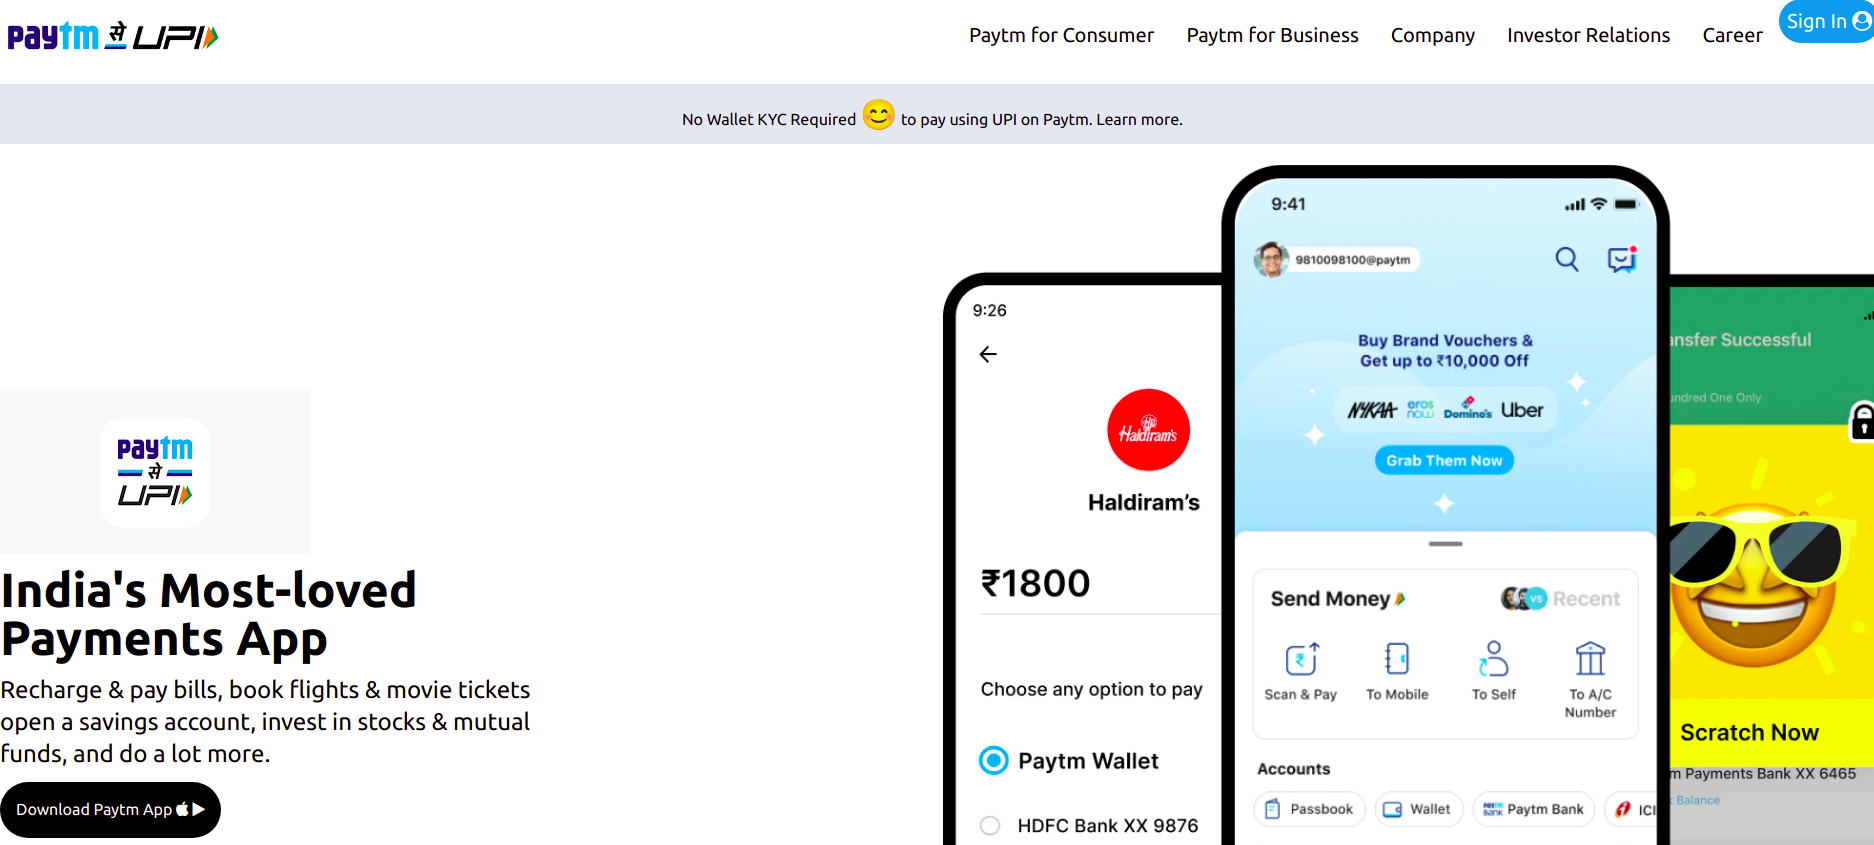 paytm से UPI
Paytm for Consumer
Paytm for Business
Company
Investor Relations
Career
Sign In
No Wallet KYC Required 😊 to pay using UPI on Paytm. Learn more.
paytm
से
UPI
India's Most-loved
Payments App
Recharge & pay bills, book flights & movie tickets
open a savings account, invest in stocks & mutual
funds, and do a lot more.
Download Paytm App
9:26
Haldiram's
Haldiram’s
₹1800
Choose any option to pay
Paytm Wallet
HDFC Bank XX 9876
9:41
9810098100@paytm
Buy Brand Vouchers &
Get up to ₹10,000 Off
NYKAA eros now Domino's Uber
Grab Them Now
Send Money
VS Recent
Scan & Pay
To Mobile
To Self
To A/C
Number
Accounts
Passbook
Wallet
paytm Bank Paytm Bank
ICI
nsfer Successful
undred One Only
Scratch Now
m Payments Bank XX 6465
Balance